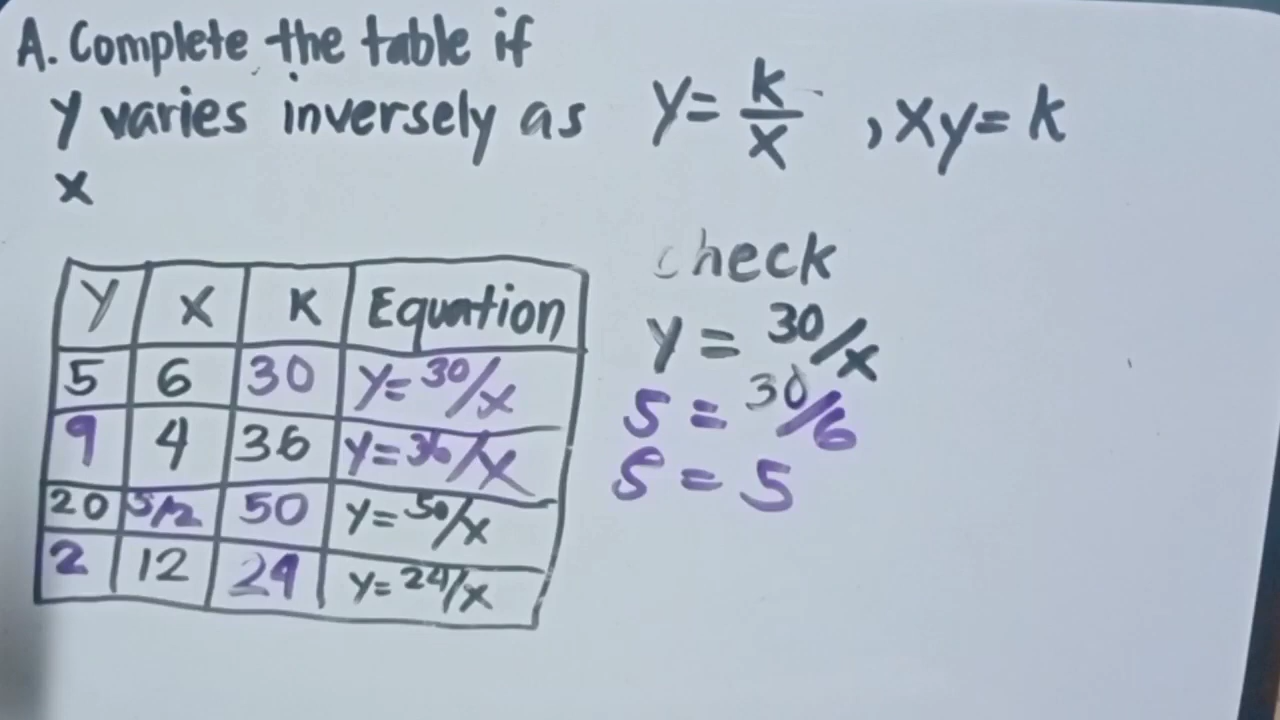 A. Complete the table if
y varies inversely as
x
y = k/x , xy = k
Y X K Equation
5 6 30 y = 30/x
9 4 36 y = 36/x
20 5/2 50 y = 50/x
2 12 24 y = 24/x
check
y = 30/x
5 = 30/6
5 = 5